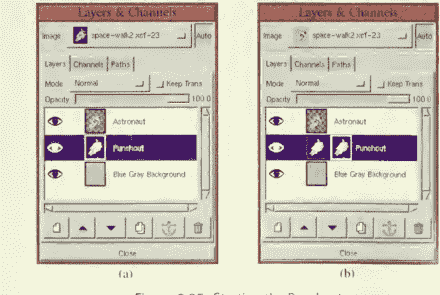 Layers & Channels
Image space-walk2.xcf-23 Auto
Layers Channels Paths
Mode Normal Keep Trans
Opacity 100.0
Astronaut
Punchout
Blue Gray Background
Close
(a)
Layers & Channels
Image space-walk2.xcf-23 Auto
Layers Channels Paths
Mode Normal Keep Trans
Opacity 100.0
Astronaut
Punchout
Blue Gray Background
Close
(b)